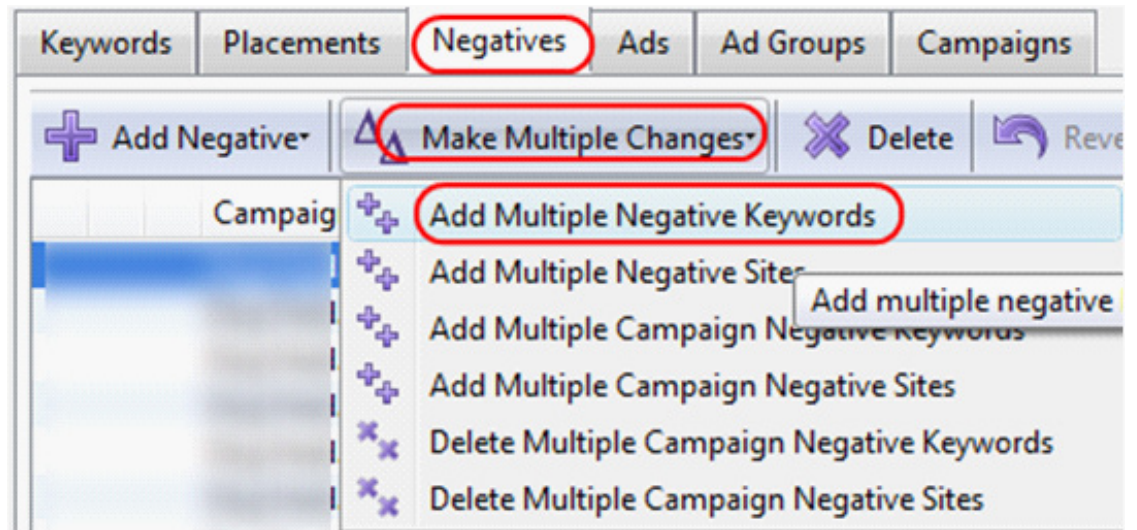 Keywords Placements Negatives Ads Ad Groups Campaigns
Add Negative Make Multiple Changes Delete Reve
Campaig
Add Multiple Negative Keywords
Add Multiple Negative Sites
Add multiple negative
Add Multiple Campaign Negative Keywords
Add Multiple Campaign Negative Sites
Delete Multiple Campaign Negative Keywords
Delete Multiple Campaign Negative Sites